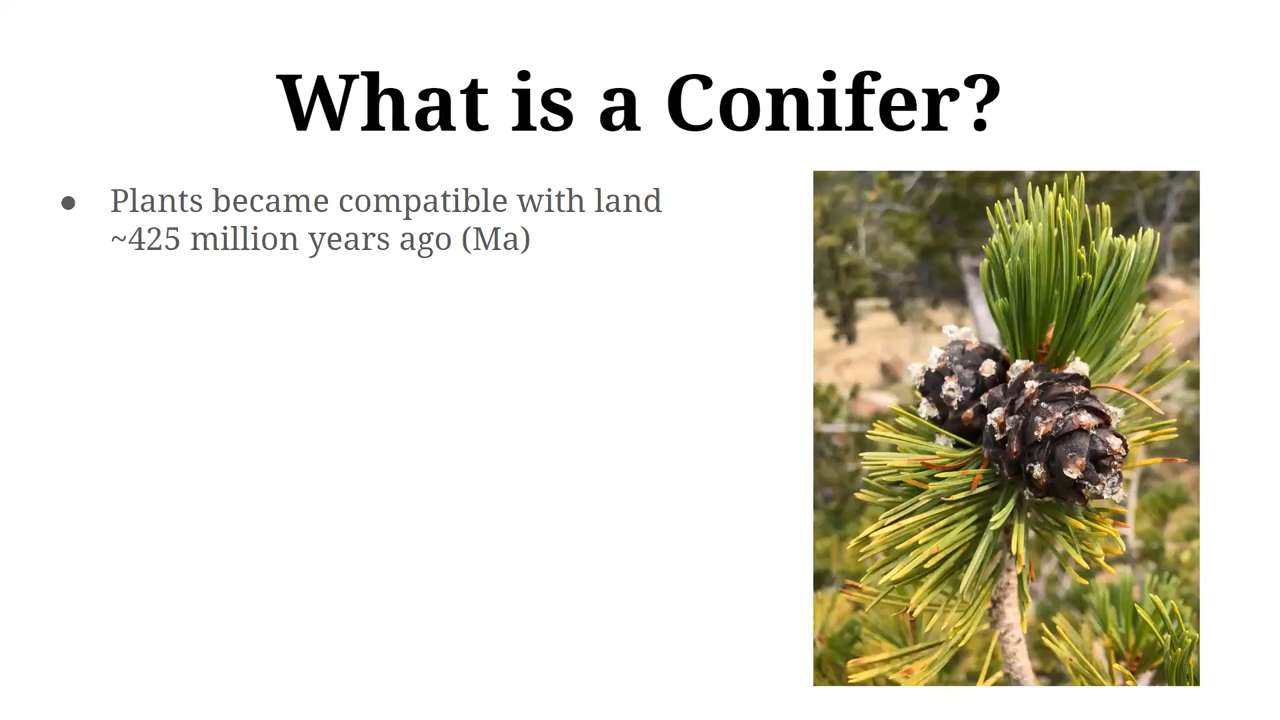 What is a Conifer?
● Plants became compatible with land
~425 million years ago (Ma)